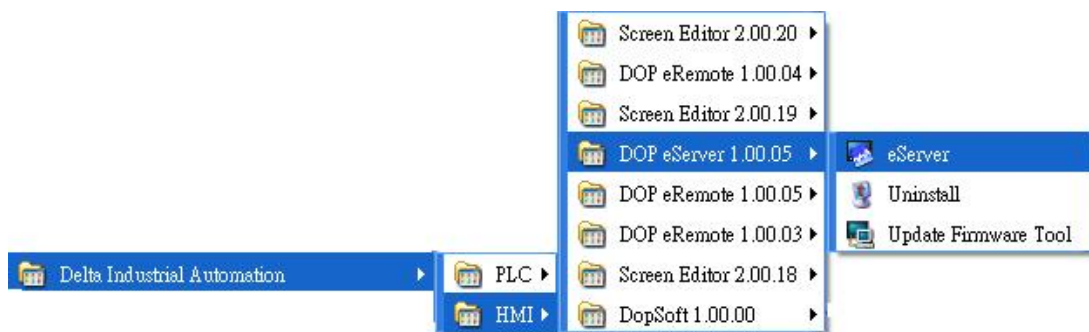 Delta Industrial Automation
PLC
HMI
Screen Editor 2.00.20
DOP eRemote 1.00.04
Screen Editor 2.00.19
DOP eServer 1.00.05
DOP eRemote 1.00.05
DOP eRemote 1.00.03
Screen Editor 2.00.18
DopSoft 1.00.00
eServer
Uninstall
Update Firmware Tool